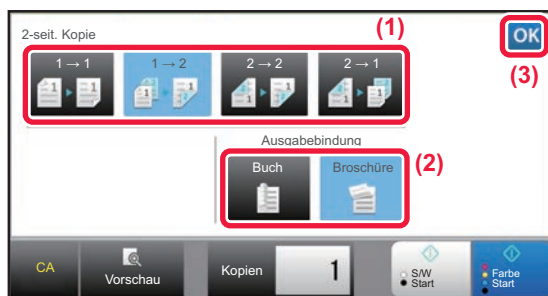 2-seit. Kopie
(1)
OK
(3)
1 → 1
1 → 2
2 → 2
2 → 1
Ausgabebindung
Buch
Broschüre
(2)
CA
Vorschau
Kopien
1
S/W
Start
Farbe
Start